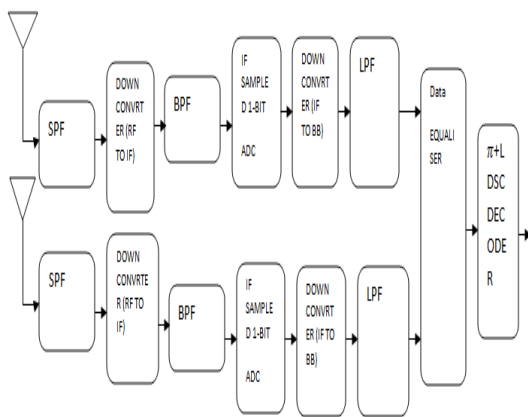 SPF
DOWN
CONVRT
ER (RF
TO IF)
BPF
IF
SAMPLE
D 1-BIT
ADC
DOWN
CONVRT
ER (IF
TO BB)
LPF
Data
EQUALI
SER
π+L
DSC
DEC
ODE
R
SPF
DOWN
CONVRTE
R (RF TO
IF)
BPF
IF
SAMPLE
D 1-BIT
ADC
DOWN
CONVRT
ER (IF TO
BB)
LPF